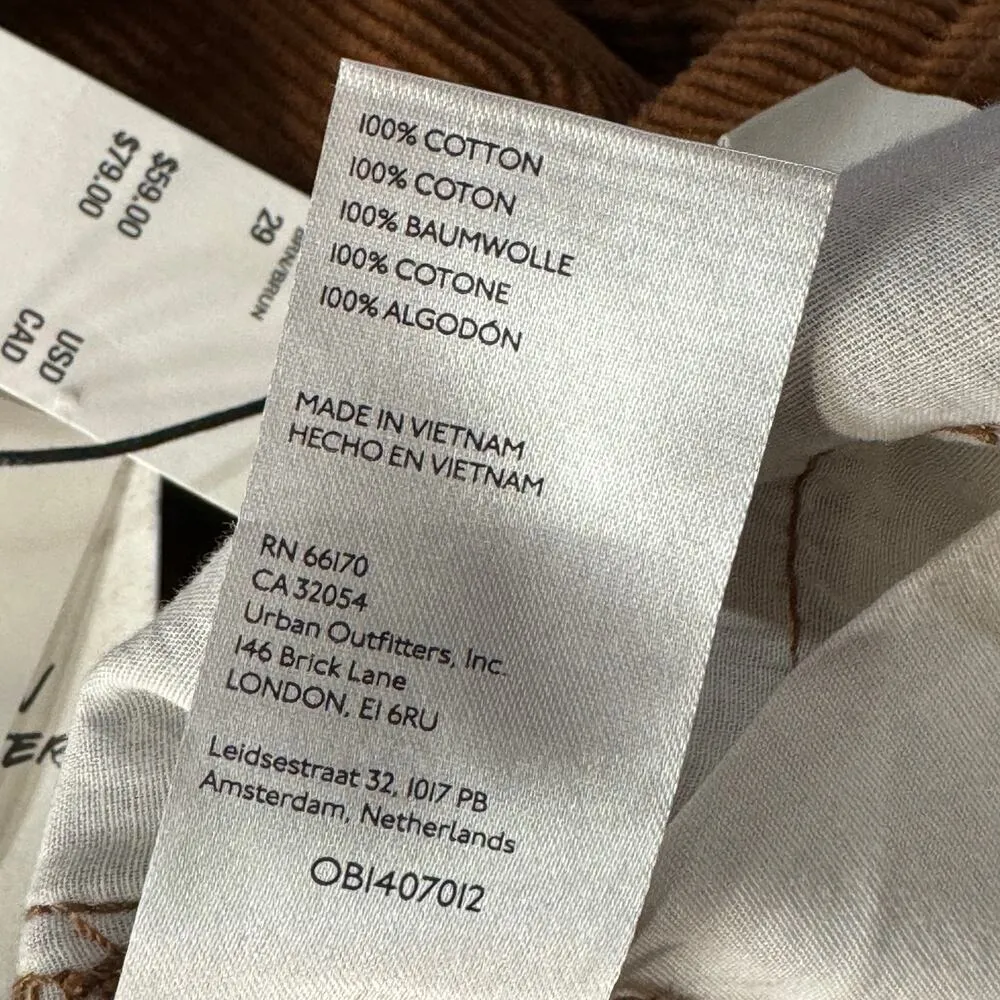 100% COTTON
100% COTON
100% BAUMWOLLE
100% COTONE
100% ALGODÓN
MADE IN VIETNAM
HECHO EN VIETNAM
RN 66170
CA 32054
Urban Outfitters, Inc.
146 Brick Lane
LONDON, E1 6RU
Leidsestraat 32, 1017 PB
Amsterdam, Netherlands
OB1407012
BRN/BRUN
29
$59.00 USD
$79.00 CAD